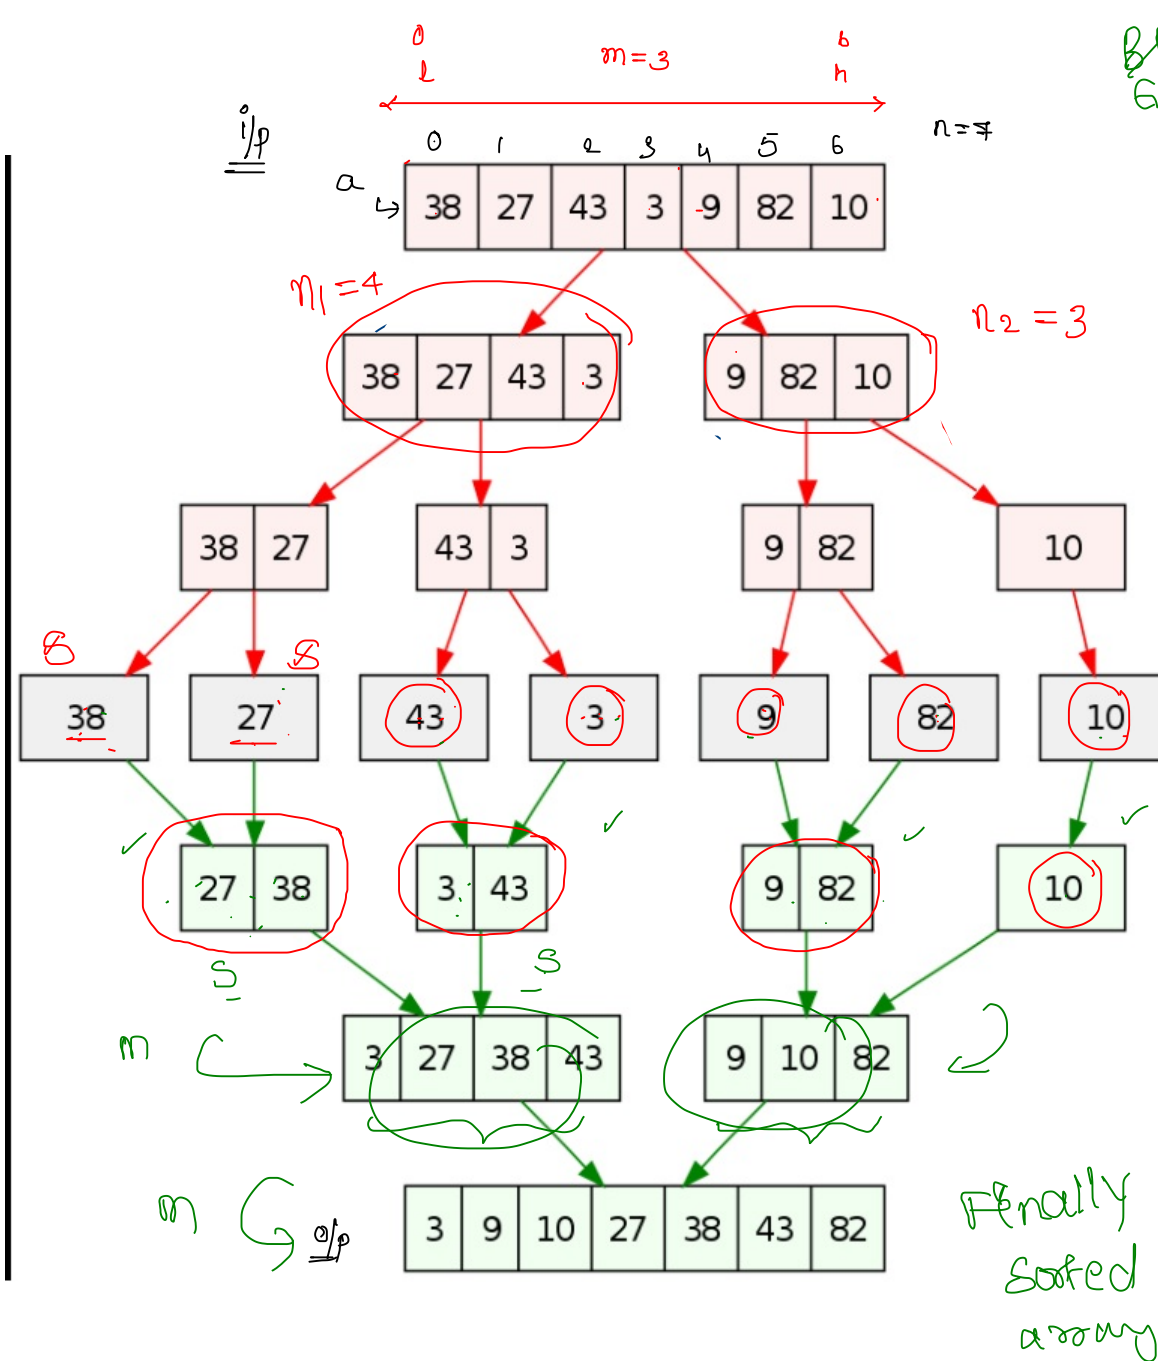 0 6
l m=3 h
i/p n=7
0 1 2 3 4 5 6
a 38 27 43 3 9 82 10
n1=4 n2=3
38 27 43 3 9 82 10
38 27 43 3 9 82 10
S S
38 27 43 3 9 82 10
27 38 3 43 9 82 10
S S
m 3 27 38 43 9 10 82
m o/p 3 9 10 27 38 43 82
Finally
sorted
array